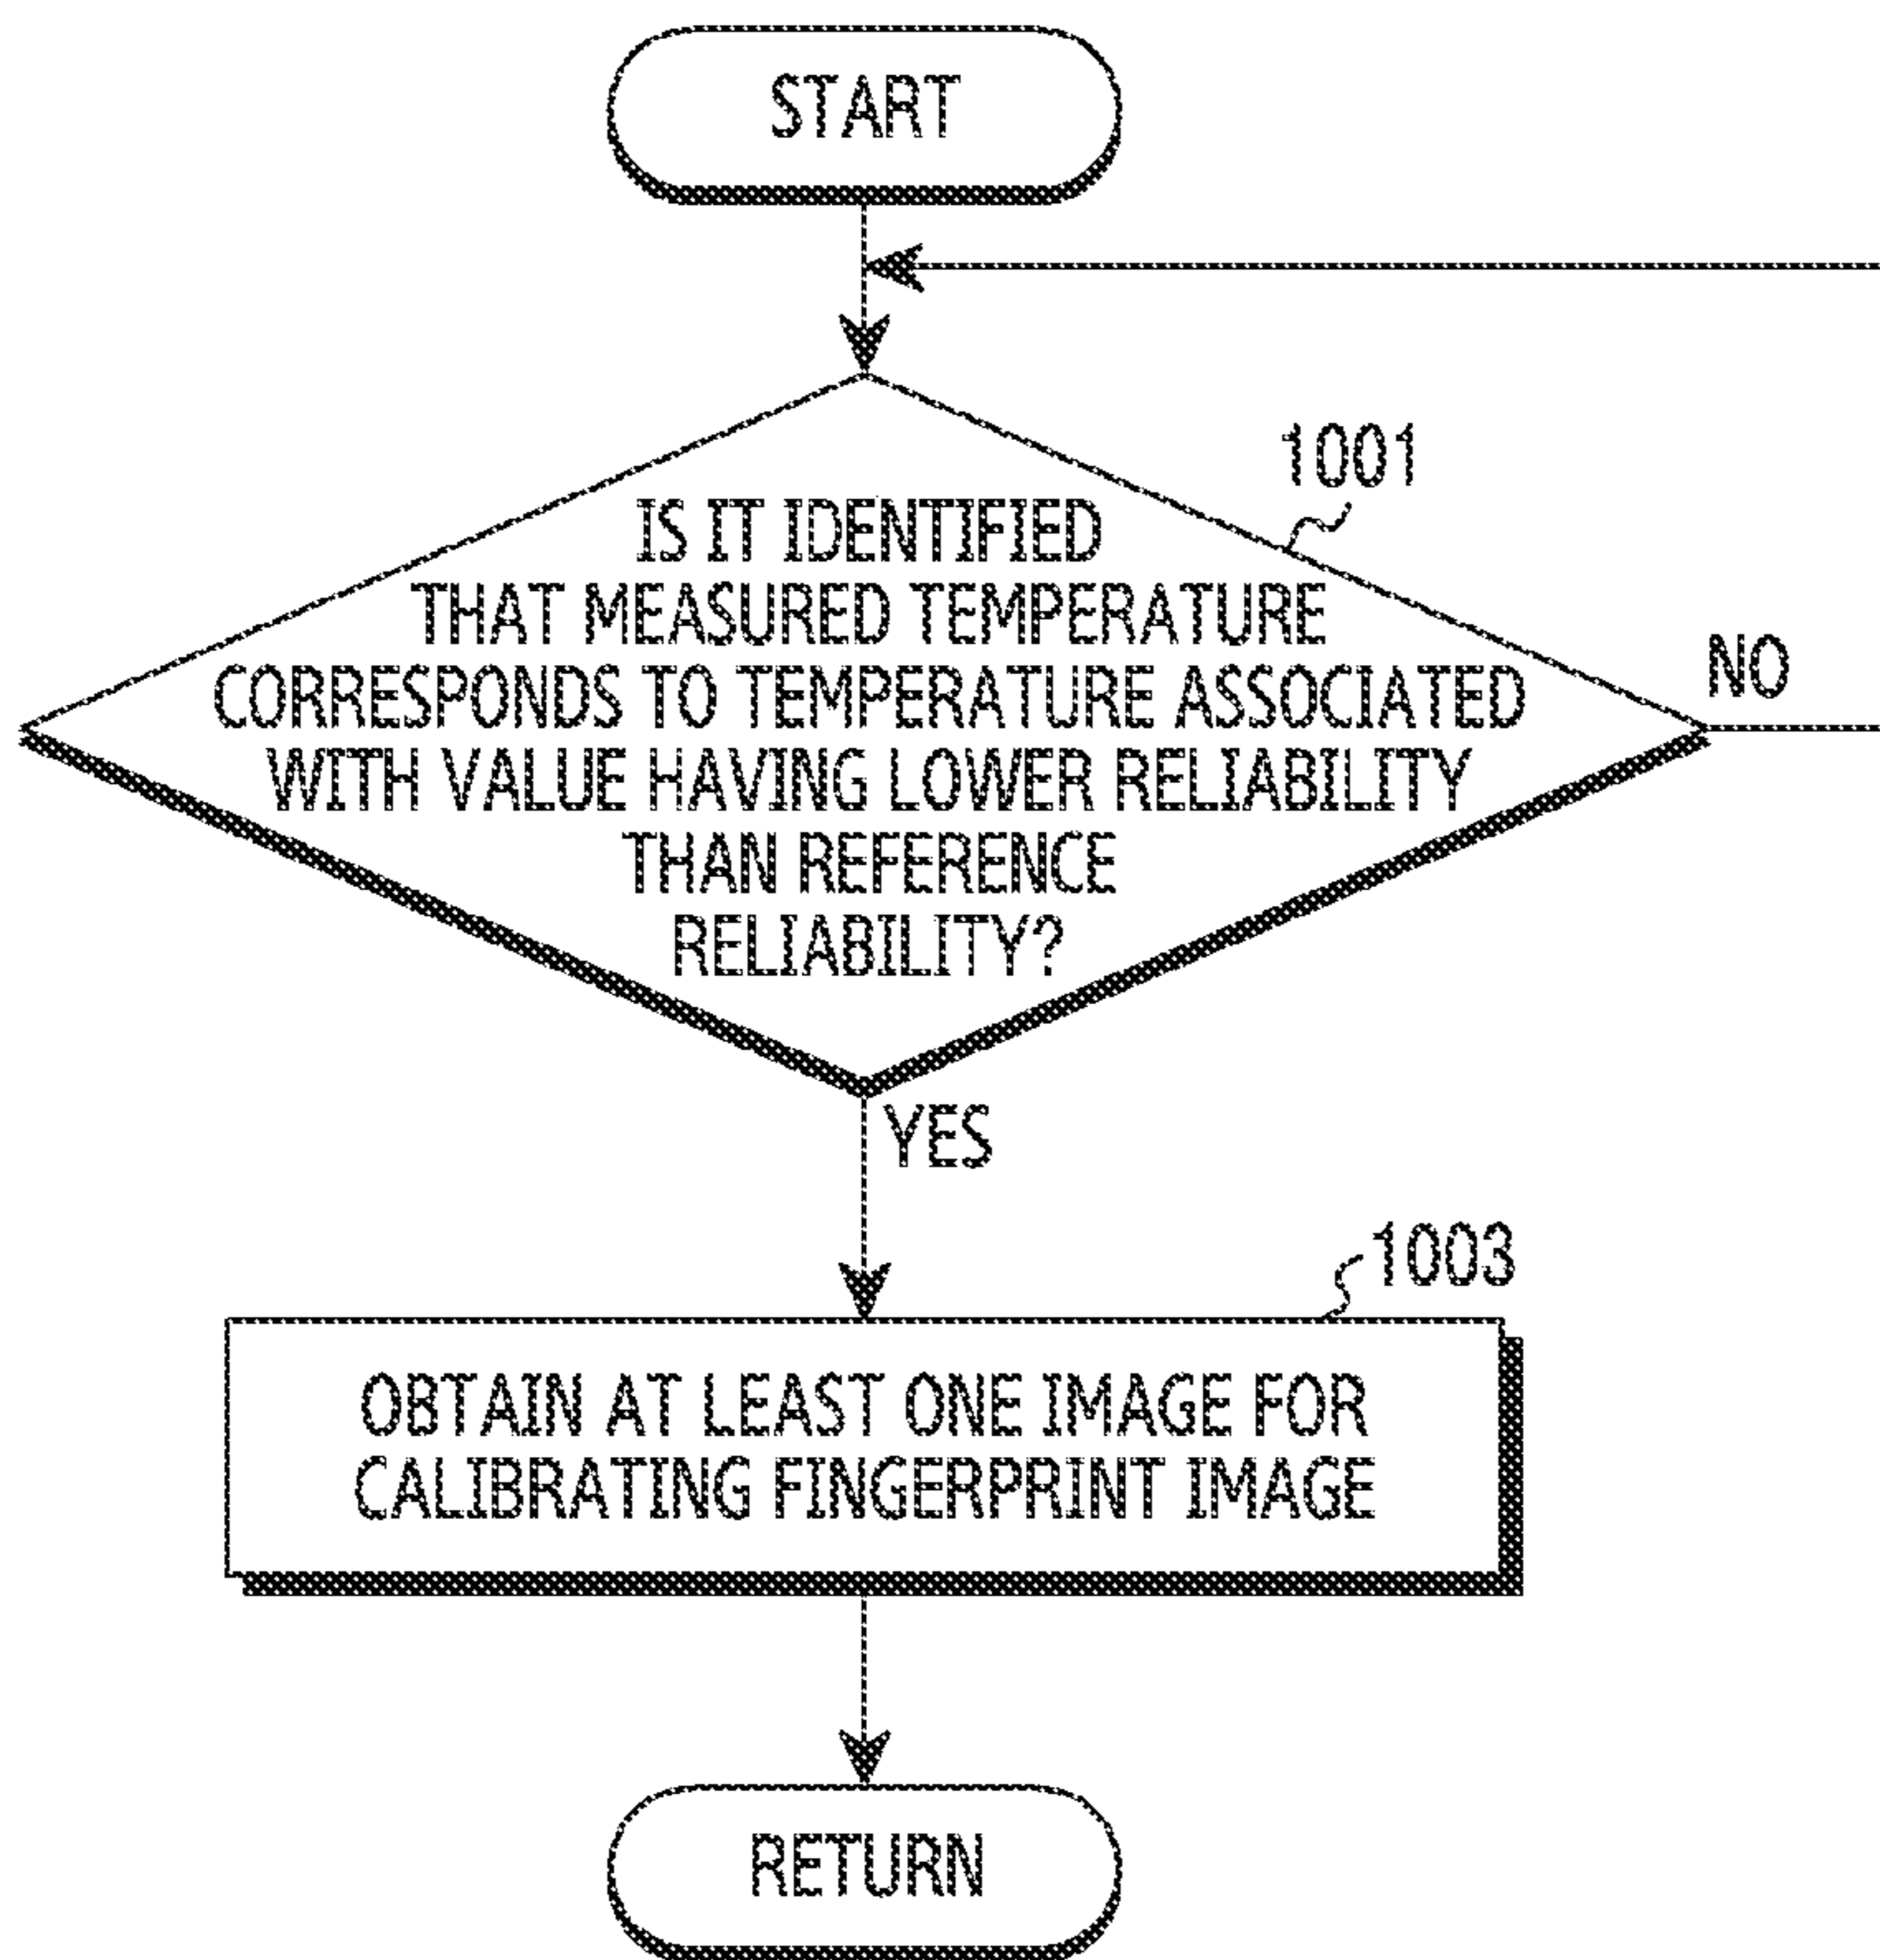 START
1001
IS IT IDENTIFIED
THAT MEASURED TEMPERATURE
CORRESPONDS TO TEMPERATURE ASSOCIATED
WITH VALUE HAVING LOWER RELIABILITY
THAN REFERENCE
RELIABILITY?
NO
YES
1003
OBTAIN AT LEAST ONE IMAGE FOR
CALIBRATING FINGERPRINT IMAGE
RETURN